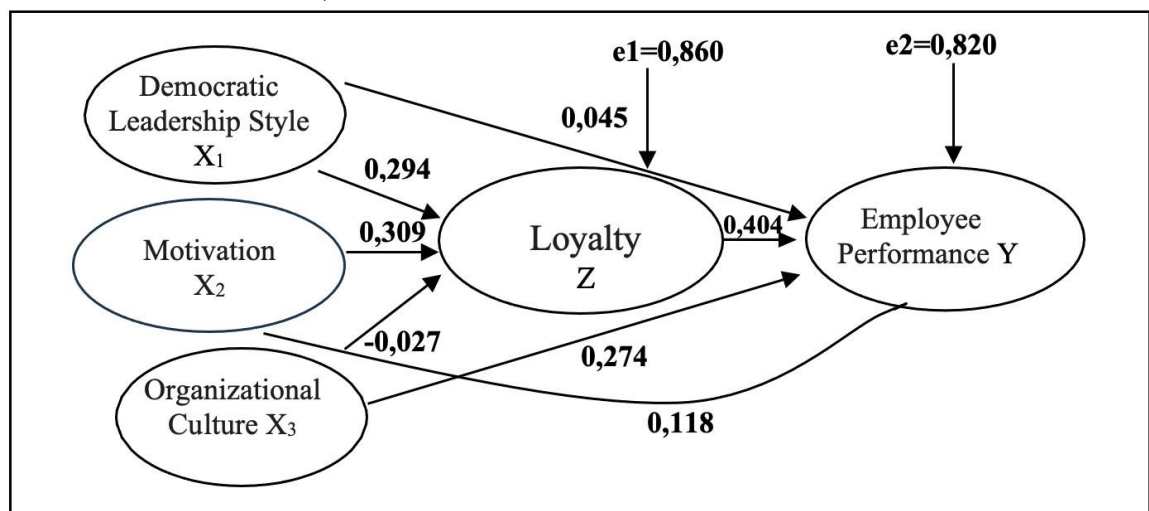 e1=0,860
e2=0,820
Democratic
Leadership Style
X1
0,045
0,294
Motivation
X2
0,309
Loyalty
Z
0,404
Employee
Performance Y
-0,027
0,274
Organizational
Culture X3
0,118